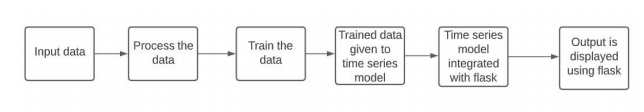 Input data
Process the
data
Train the
data
Trained data
given to
time series
model
Time series
model
integrated
with flask
Output is
displayed
using flask